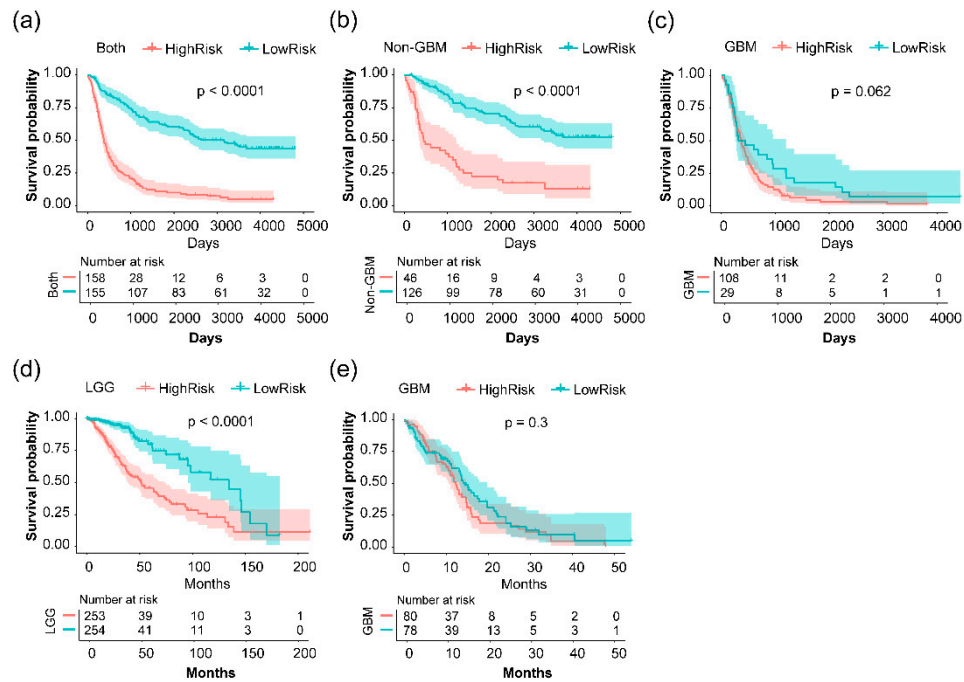 (a)
Both HighRisk LowRisk
Survival probability
1.00
0.75
0.50
0.25
0.00
p < 0.0001
0 1000 2000 3000 4000 5000
Days
Number at risk
Both
158 28 12 6 3 0
155 107 83 61 32 0
0 1000 2000 3000 4000 5000
Days
(b)
Non-GBM HighRisk LowRisk
Survival probability
1.00
0.75
0.50
0.25
0.00
p < 0.0001
0 1000 2000 3000 4000 5000
Days
Number at risk
Non-GBM
46 16 9 4 3 0
126 99 78 60 31 0
0 1000 2000 3000 4000 5000
Days
(c)
GBM HighRisk LowRisk
Survival probability
1.00
0.75
0.50
0.25
0.00
p = 0.062
0 1000 2000 3000 4000
Days
Number at risk
GBM
108 11 2 2 0
29 8 5 1 1
0 1000 2000 3000 4000
Days
(d)
LGG HighRisk LowRisk
Survival probability
1.00
0.75
0.50
0.25
0.00
p < 0.0001
0 50 100 150 200
Months
Number at risk
LGG
253 39 10 3 1
254 41 11 3 0
0 50 100 150 200
Months
(e)
GBM HighRisk LowRisk
Survival probability
1.00
0.75
0.50
0.25
0.00
p = 0.3
0 10 20 30 40 50
Months
Number at risk
GBM
80 37 8 5 2 0
78 39 13 5 3 1
0 10 20 30 40 50
Months